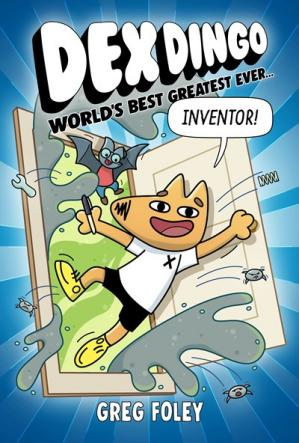 DEX DINGO
WORLD'S BEST GREATEST EVER...
INVENTOR!
X
GREG FOLEY